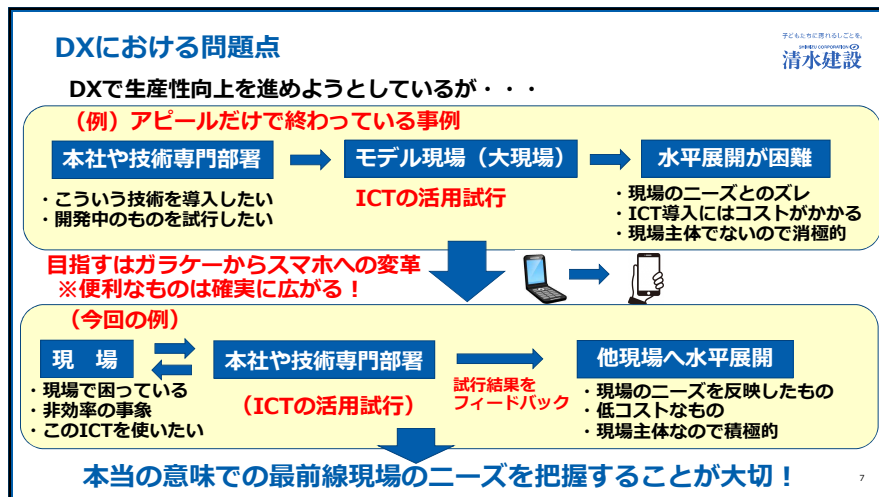 DXにおける問題点
子どもたちに誇れるしごとを。
SHIMIZU CORPORATION
清水建設
DXで生産性向上を進めようとしているが・・・
（例）アピールだけで終わっている事例
本社や技術専門部署
モデル現場（大現場）
水平展開が困難
・こういう技術を導入したい
・開発中のものを試行したい
ICTの活用試行
・現場のニーズとのズレ
・ICT導入にはコストがかかる
・現場主体でないので消極的
目指すはガラケーからスマホへの変革
※便利なものは確実に広がる！
（今回の例）
現　場
本社や技術専門部署
他現場へ水平展開
・現場で困っている
・非効率の事象
・このICTを使いたい
（ICTの活用試行）
試行結果を
フィードバック
・現場のニーズを反映したもの
・低コストなもの
・現場主体なので積極的
本当の意味での最前線現場のニーズを把握することが大切！
7